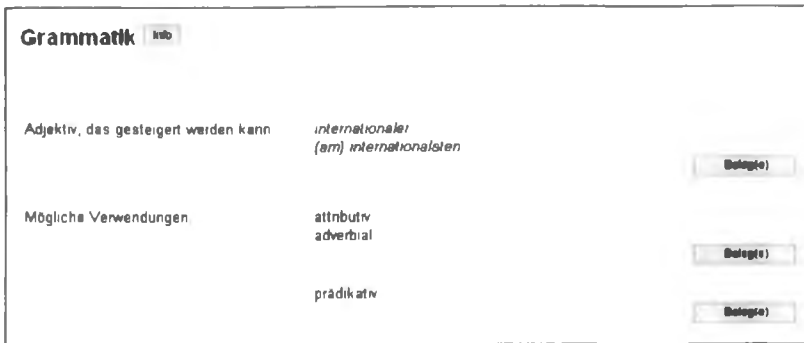 Grammatik Info
Adjektiv, das gesteigert werden kann internationaler
(am) internationalsten
Beleg(e)
Mögliche Verwendungen attributiv
adverbial
Beleg(e)
prädikativ
Beleg(e)